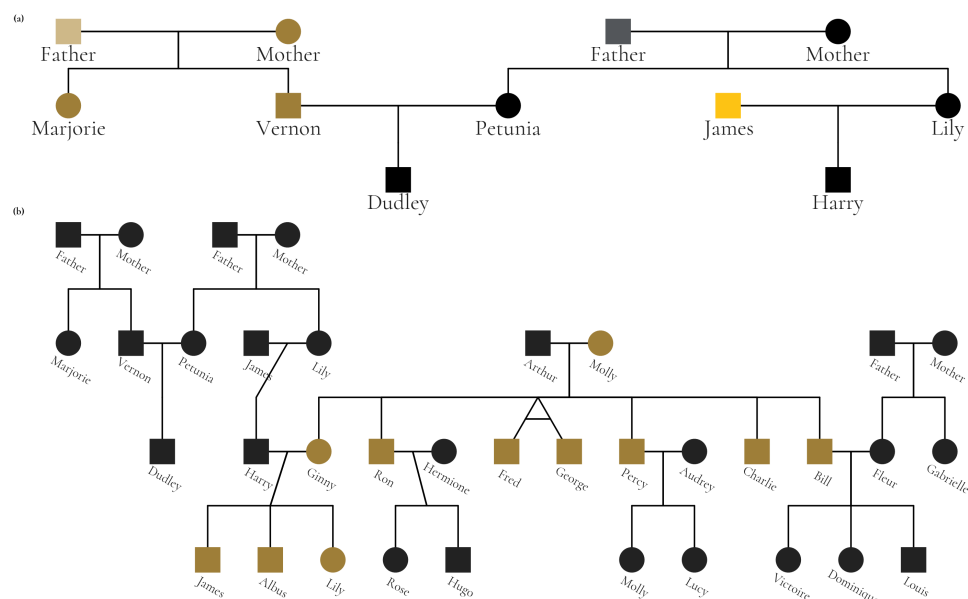 (a)
Father Mother Father Mother
Marjorie Vernon Petunia James Lily
Dudley Harry
(b)
Father Mother Father Mother
Marjorie Vernon Petunia James Lily Arthur Molly Father Mother
Dudley Harry Ginny Ron Hermione Fred George Percy Audrey Charlie Bill Fleur Gabrielle
James Albus Lily Rose Hugo Molly Lucy Victoire Dominiqu Louis